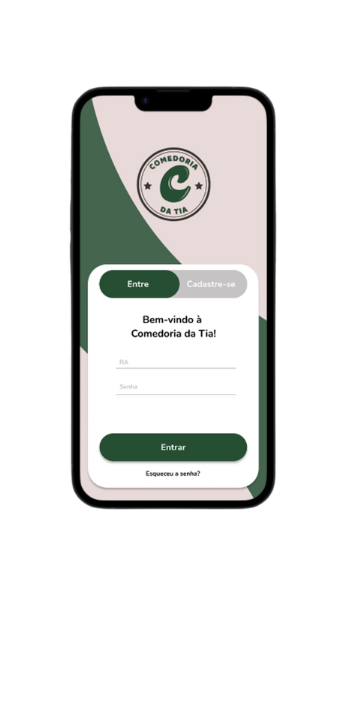 COMEDORIA
C
DA TIA
Entre
Cadastre-se
Bem-vindo à
Comedoria da Tia!
RA
Senha
Entrar
Esqueceu a senha?